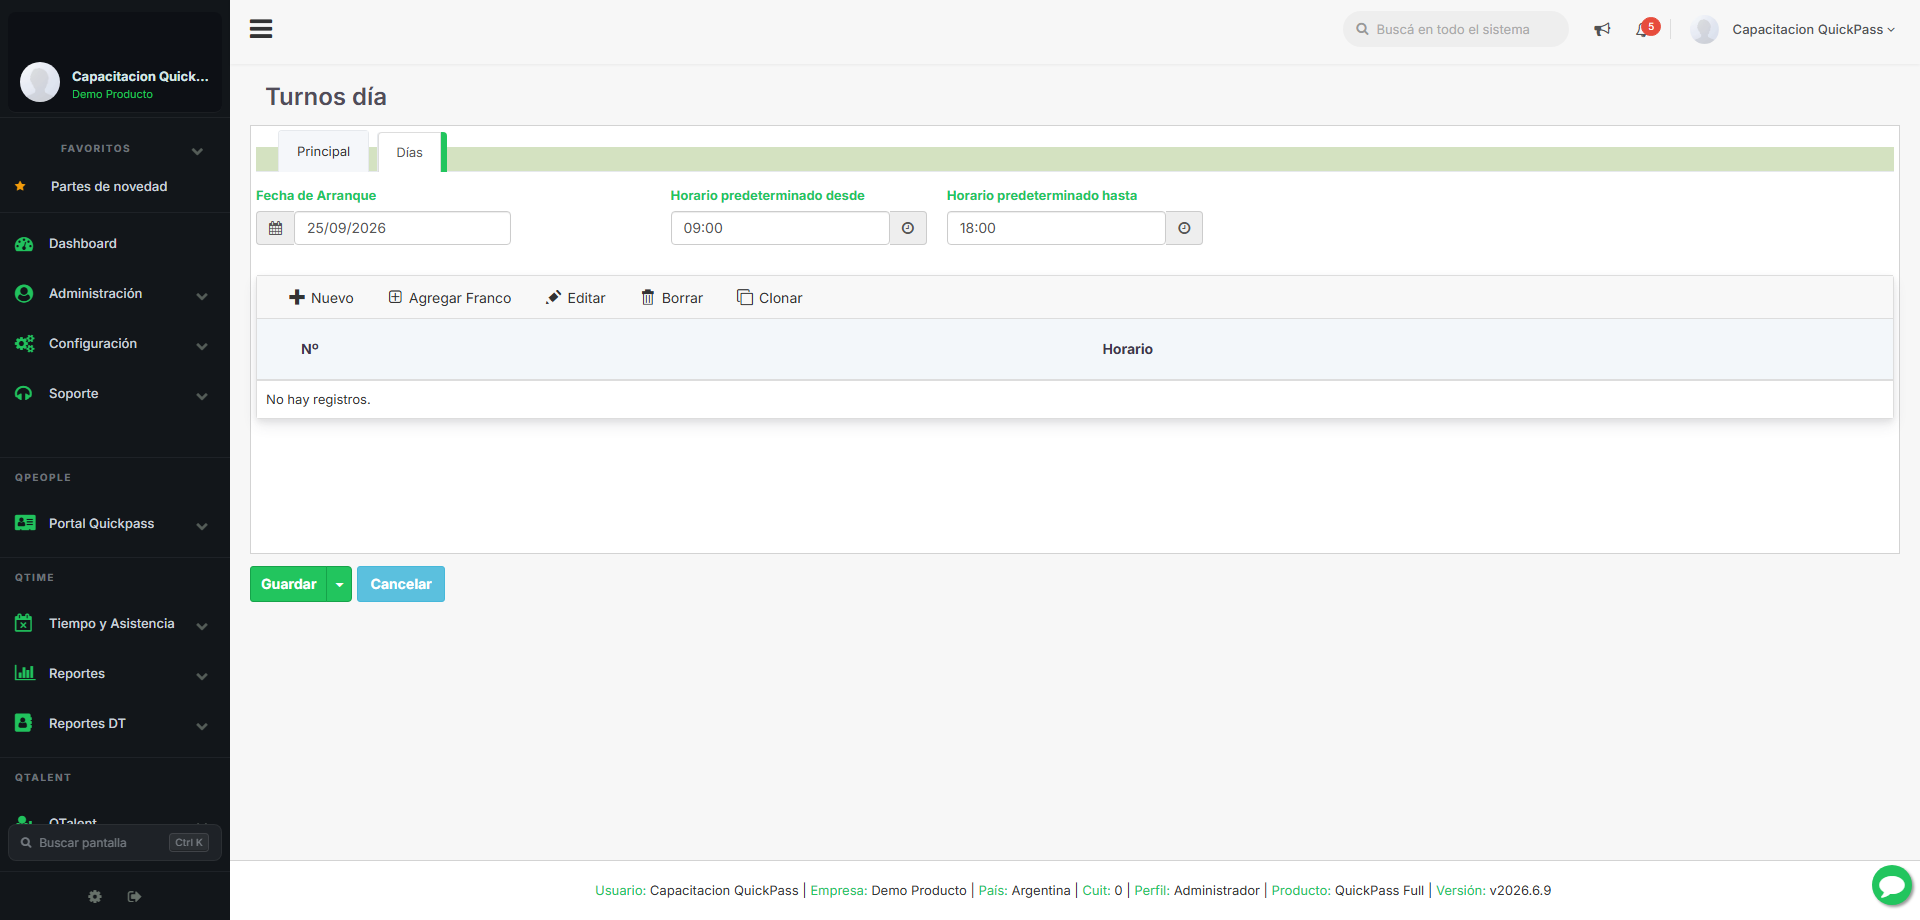 Capacitacion Quick...
Demo Producto
FAVORITOS
Partes de novedad
Dashboard
Administración
Configuración
Soporte
QPEOPLE
Portal Quickpass
QTIME
Tiempo y Asistencia
Reportes
Reportes DT
QTALENT
QTalent
Buscar pantalla
Ctrl K
Buscá en todo el sistema
5
Capacitacion QuickPass
Turnos día
Principal
Días
Fecha de Arranque
Horario predeterminado desde
Horario predeterminado hasta
25/09/2026
09:00
18:00
Nuevo
Agregar Franco
Editar
Borrar
Clonar
Nº
Horario
No hay registros.
Guardar
Cancelar
Usuario: Capacitacion QuickPass | Empresa: Demo Producto | País: Argentina | Cuit: 0 | Perfil: Administrador | Producto: QuickPass Full | Versión: v2026.6.9